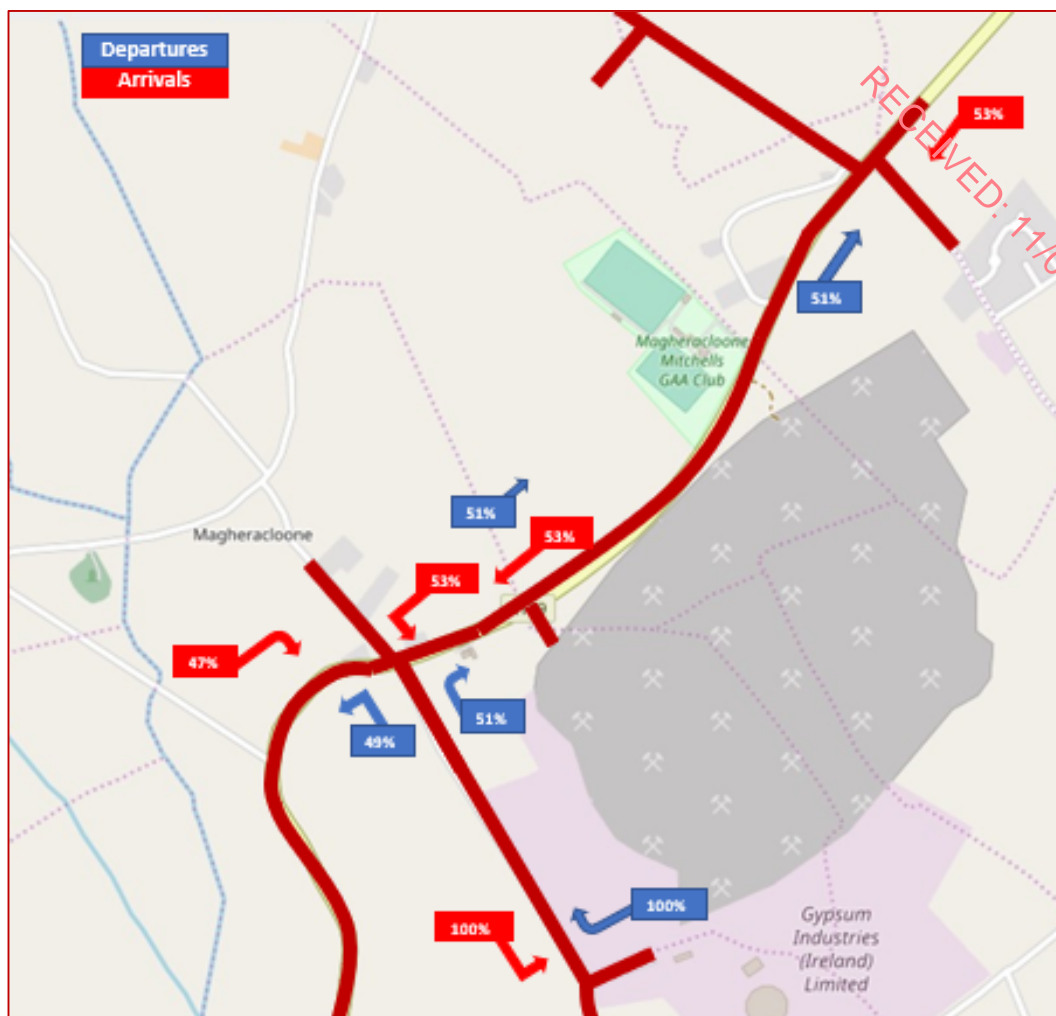 Departures
Arrivals
53%
RECEIVED: 11/0
51%
Magheracloone
Mitchells
GAA Club
51%
53%
Magheracloone
53%
47%
51%
49%
100%
100%
Gypsum
Industries
(Ireland)
Limited